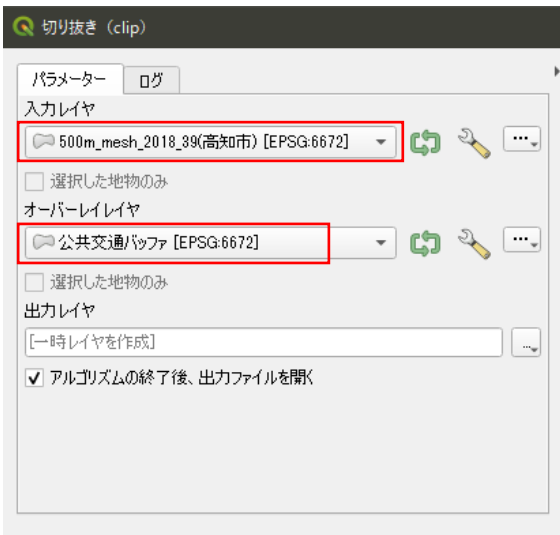 切り抜き（clip）
パラメーター ログ
入力レイヤ
500m_mesh_2018_39(高知市) [EPSG:6672]
選択した地物のみ
オーバーレイレイヤ
公共交通バッファ [EPSG:6672]
選択した地物のみ
出力レイヤ
[一時レイヤを作成]
アルゴリズムの終了後、出力ファイルを開く